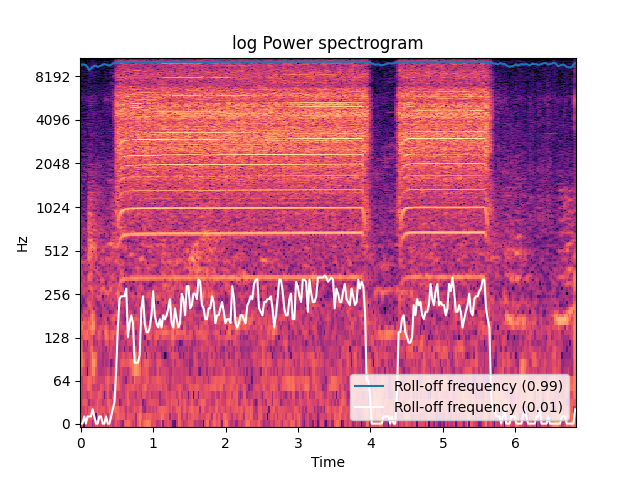 log Power spectrogram
8192
4096
2048
1024
512
256
128
64
0
Hz
0 1 2 3 4 5 6
Time
Roll-off frequency (0.99)
Roll-off frequency (0.01)